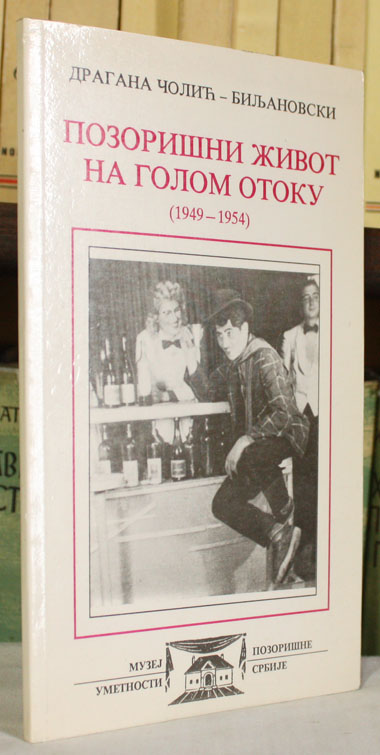 ДРАГАНА ЧОЛИЋ – БИЉАНОВСКИ
ПОЗОРИШНИ ЖИВОТ
НА ГОЛОМ ОТОКУ
(1949 – 1954)
МУЗЕЈ ПОЗОРИШНЕ
УМЕТНОСТИ СРБИЈЕ